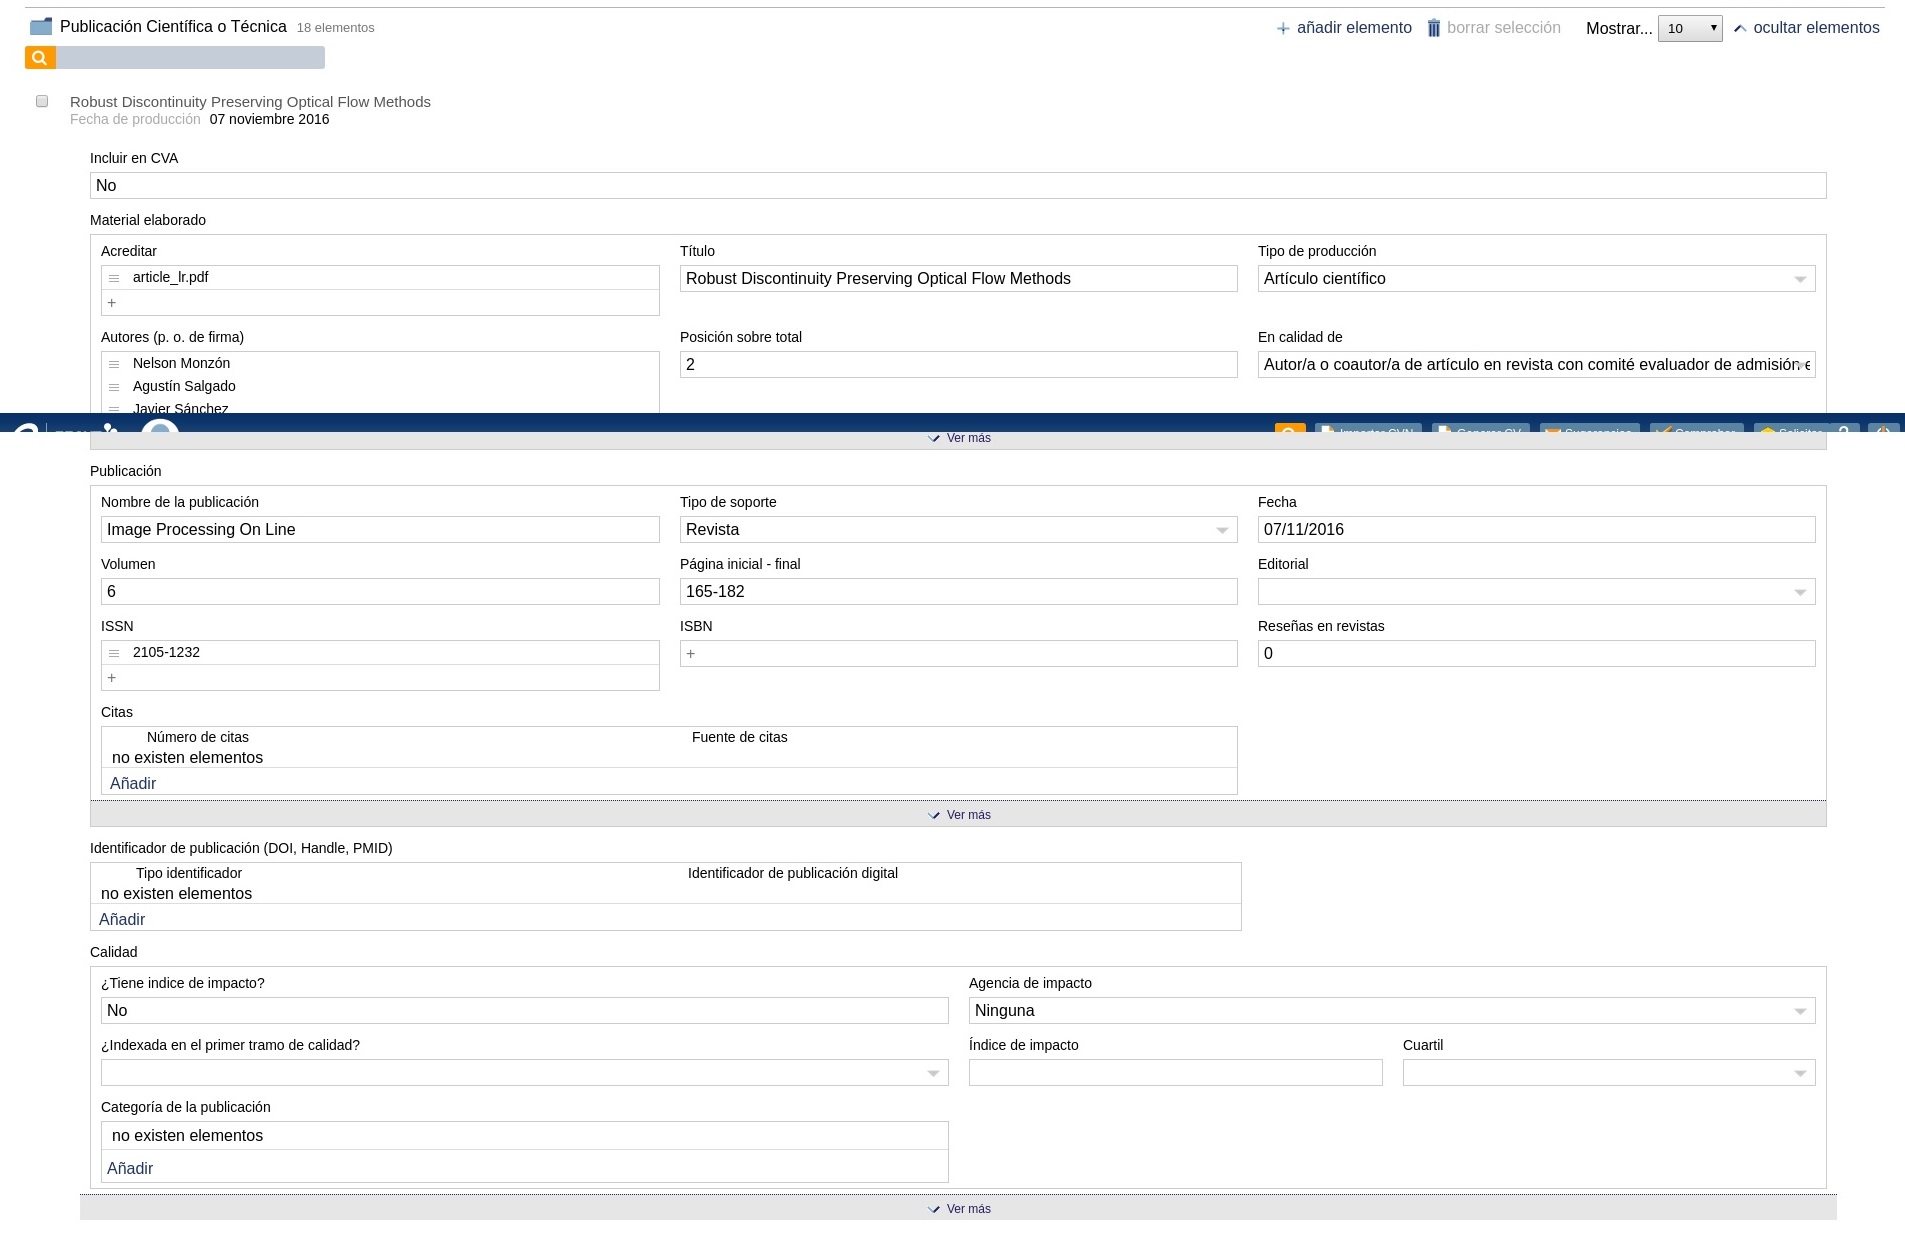 Publicación Científica o Técnica 18 elementos
añadir elemento borrar selección Mostrar... 10 ocultar elementos
Robust Discontinuity Preserving Optical Flow Methods
Fecha de producción 07 noviembre 2016
Incluir en CVA
No
Material elaborado
Acreditar Título Tipo de producción
article_lr.pdf Robust Discontinuity Preserving Optical Flow Methods Artículo científico
+
Autores (p. o. de firma) Posición sobre total En calidad de
Nelson Monzón 2 Autor/a o coautor/a de artículo en revista con comité evaluador de admisión e
Agustín Salgado
Javier Sánchez
Importar CVN Generar CV Sugerencias Comprobar Solicitar
Ver más
Publicación
Nombre de la publicación Tipo de soporte Fecha
Image Processing On Line Revista 07/11/2016
Volumen Página inicial - final Editorial
6 165-182
ISSN ISBN Reseñas en revistas
2105-1232 + 0
+
Citas
Número de citas Fuente de citas
no existen elementos
Añadir
Ver más
Identificador de publicación (DOI, Handle, PMID)
Tipo identificador Identificador de publicación digital
no existen elementos
Añadir
Calidad
¿Tiene indice de impacto? Agencia de impacto
No Ninguna
¿Indexada en el primer tramo de calidad? Índice de impacto Cuartil
Categoría de la publicación
no existen elementos
Añadir
Ver más